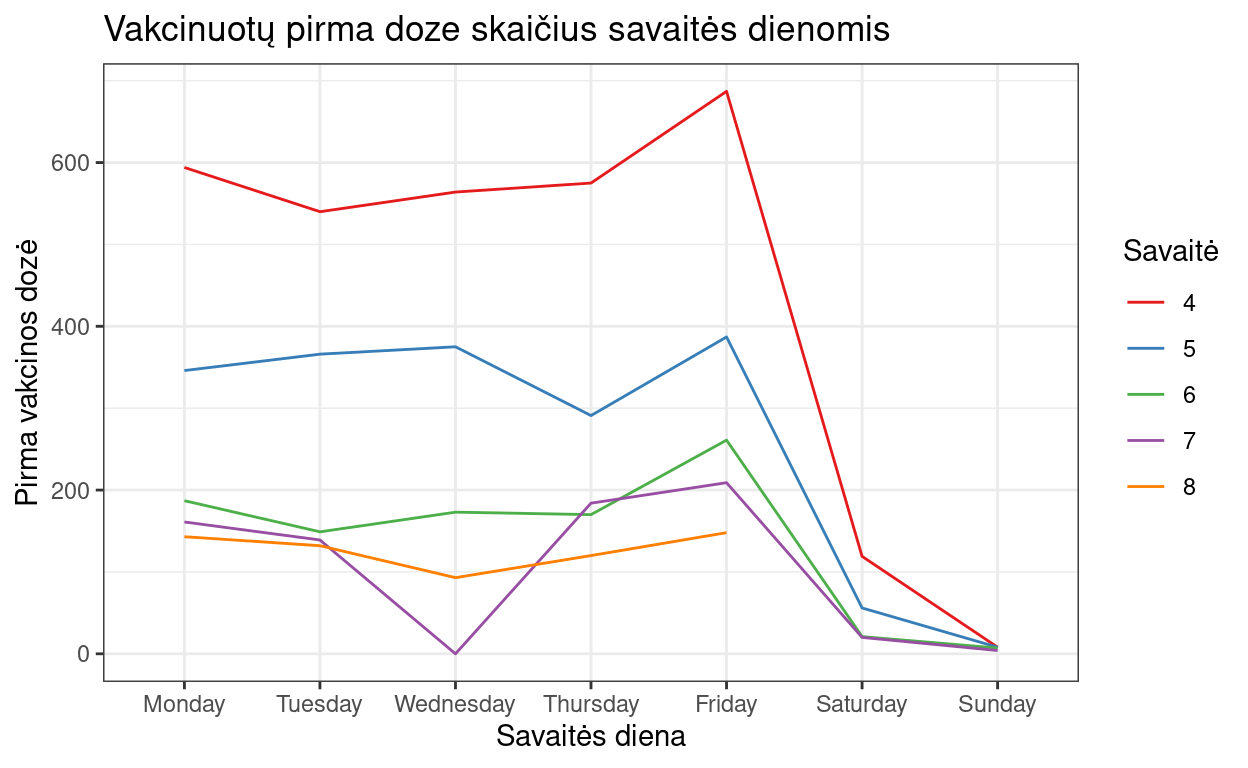 Vakcinuotų pirma doze skaičius savaitės dienomis
Pirma vakcinos dozė
600
400
200
0
Monday Tuesday Wednesday Thursday Friday Saturday Sunday
Savaitės diena
Savaitė
4
5
6
7
8